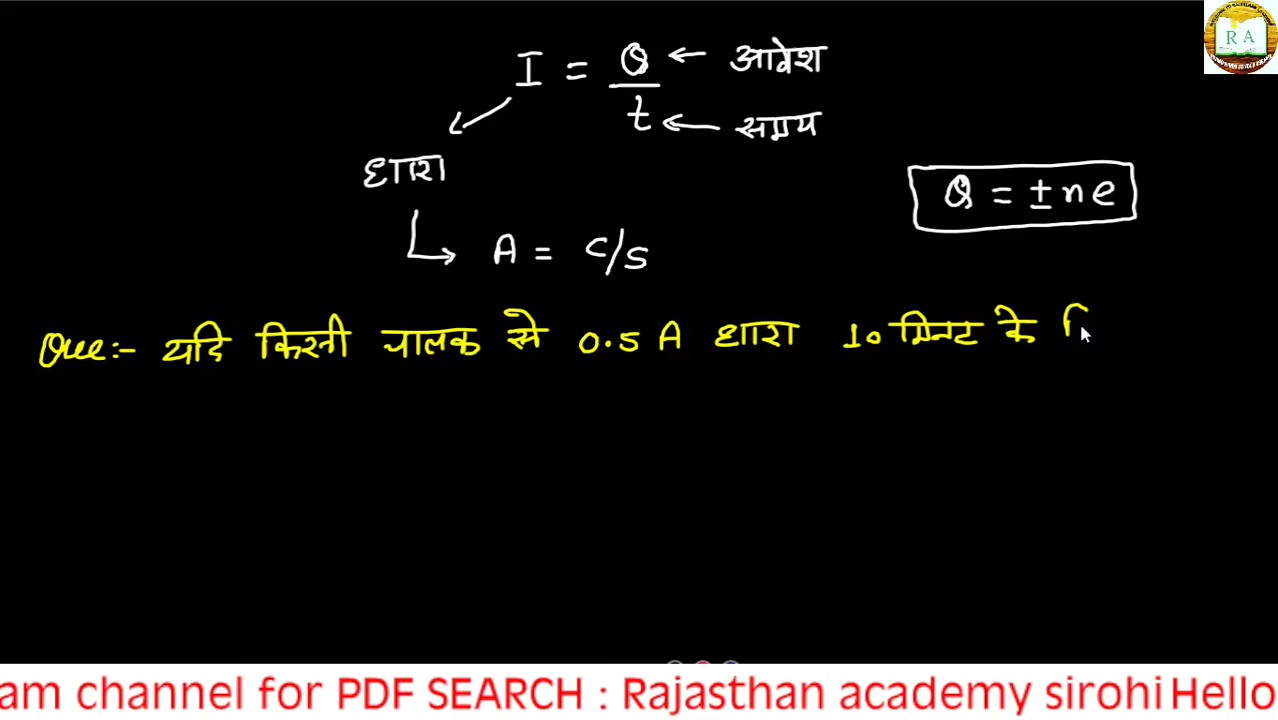 I = Q/t ← आवेश
← समय
धारा
Q = ±ne
A = C/S
Que:- यदि किसी चालक से 0.5 A धारा 10 मिनट के
am channel for PDF SEARCH : Rajasthan academy sirohi Hello
R A